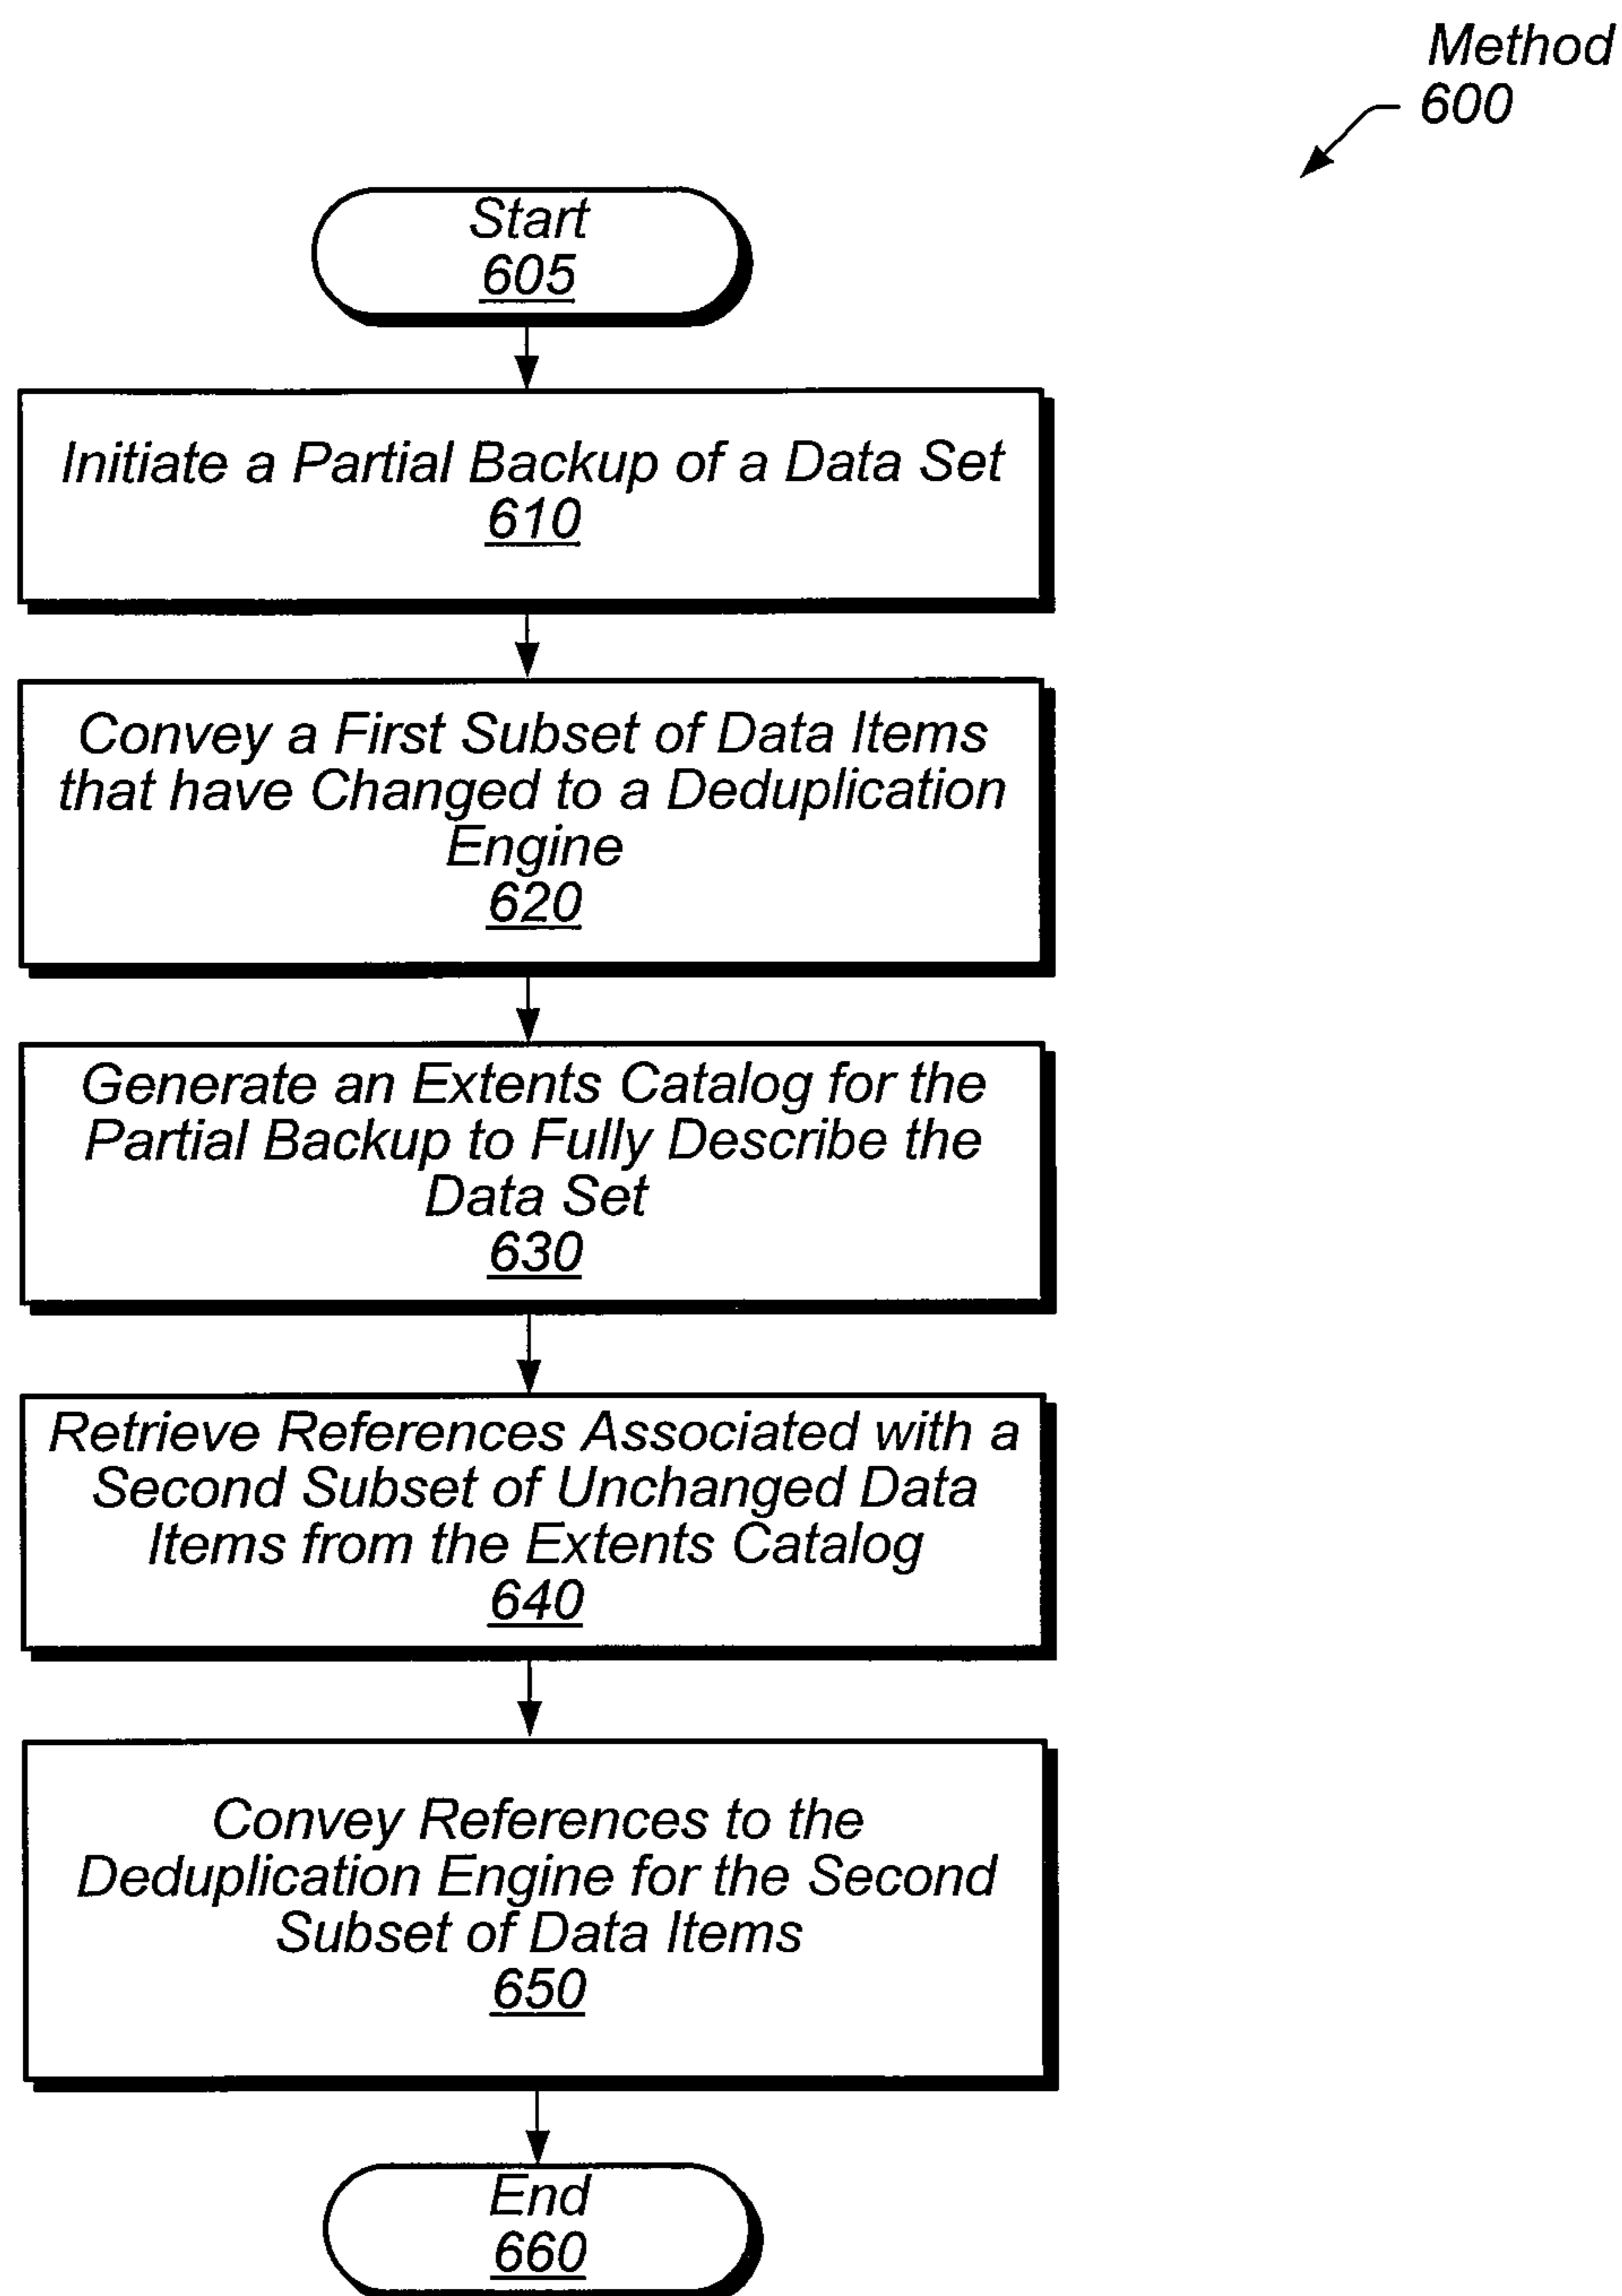 Method
600
Start
605
Initiate a Partial Backup of a Data Set
610
Convey a First Subset of Data Items
that have Changed to a Deduplication
Engine
620
Generate an Extents Catalog for the
Partial Backup to Fully Describe the
Data Set
630
Retrieve References Associated with a
Second Subset of Unchanged Data
Items from the Extents Catalog
640
Convey References to the
Deduplication Engine for the Second
Subset of Data Items
650
End
660